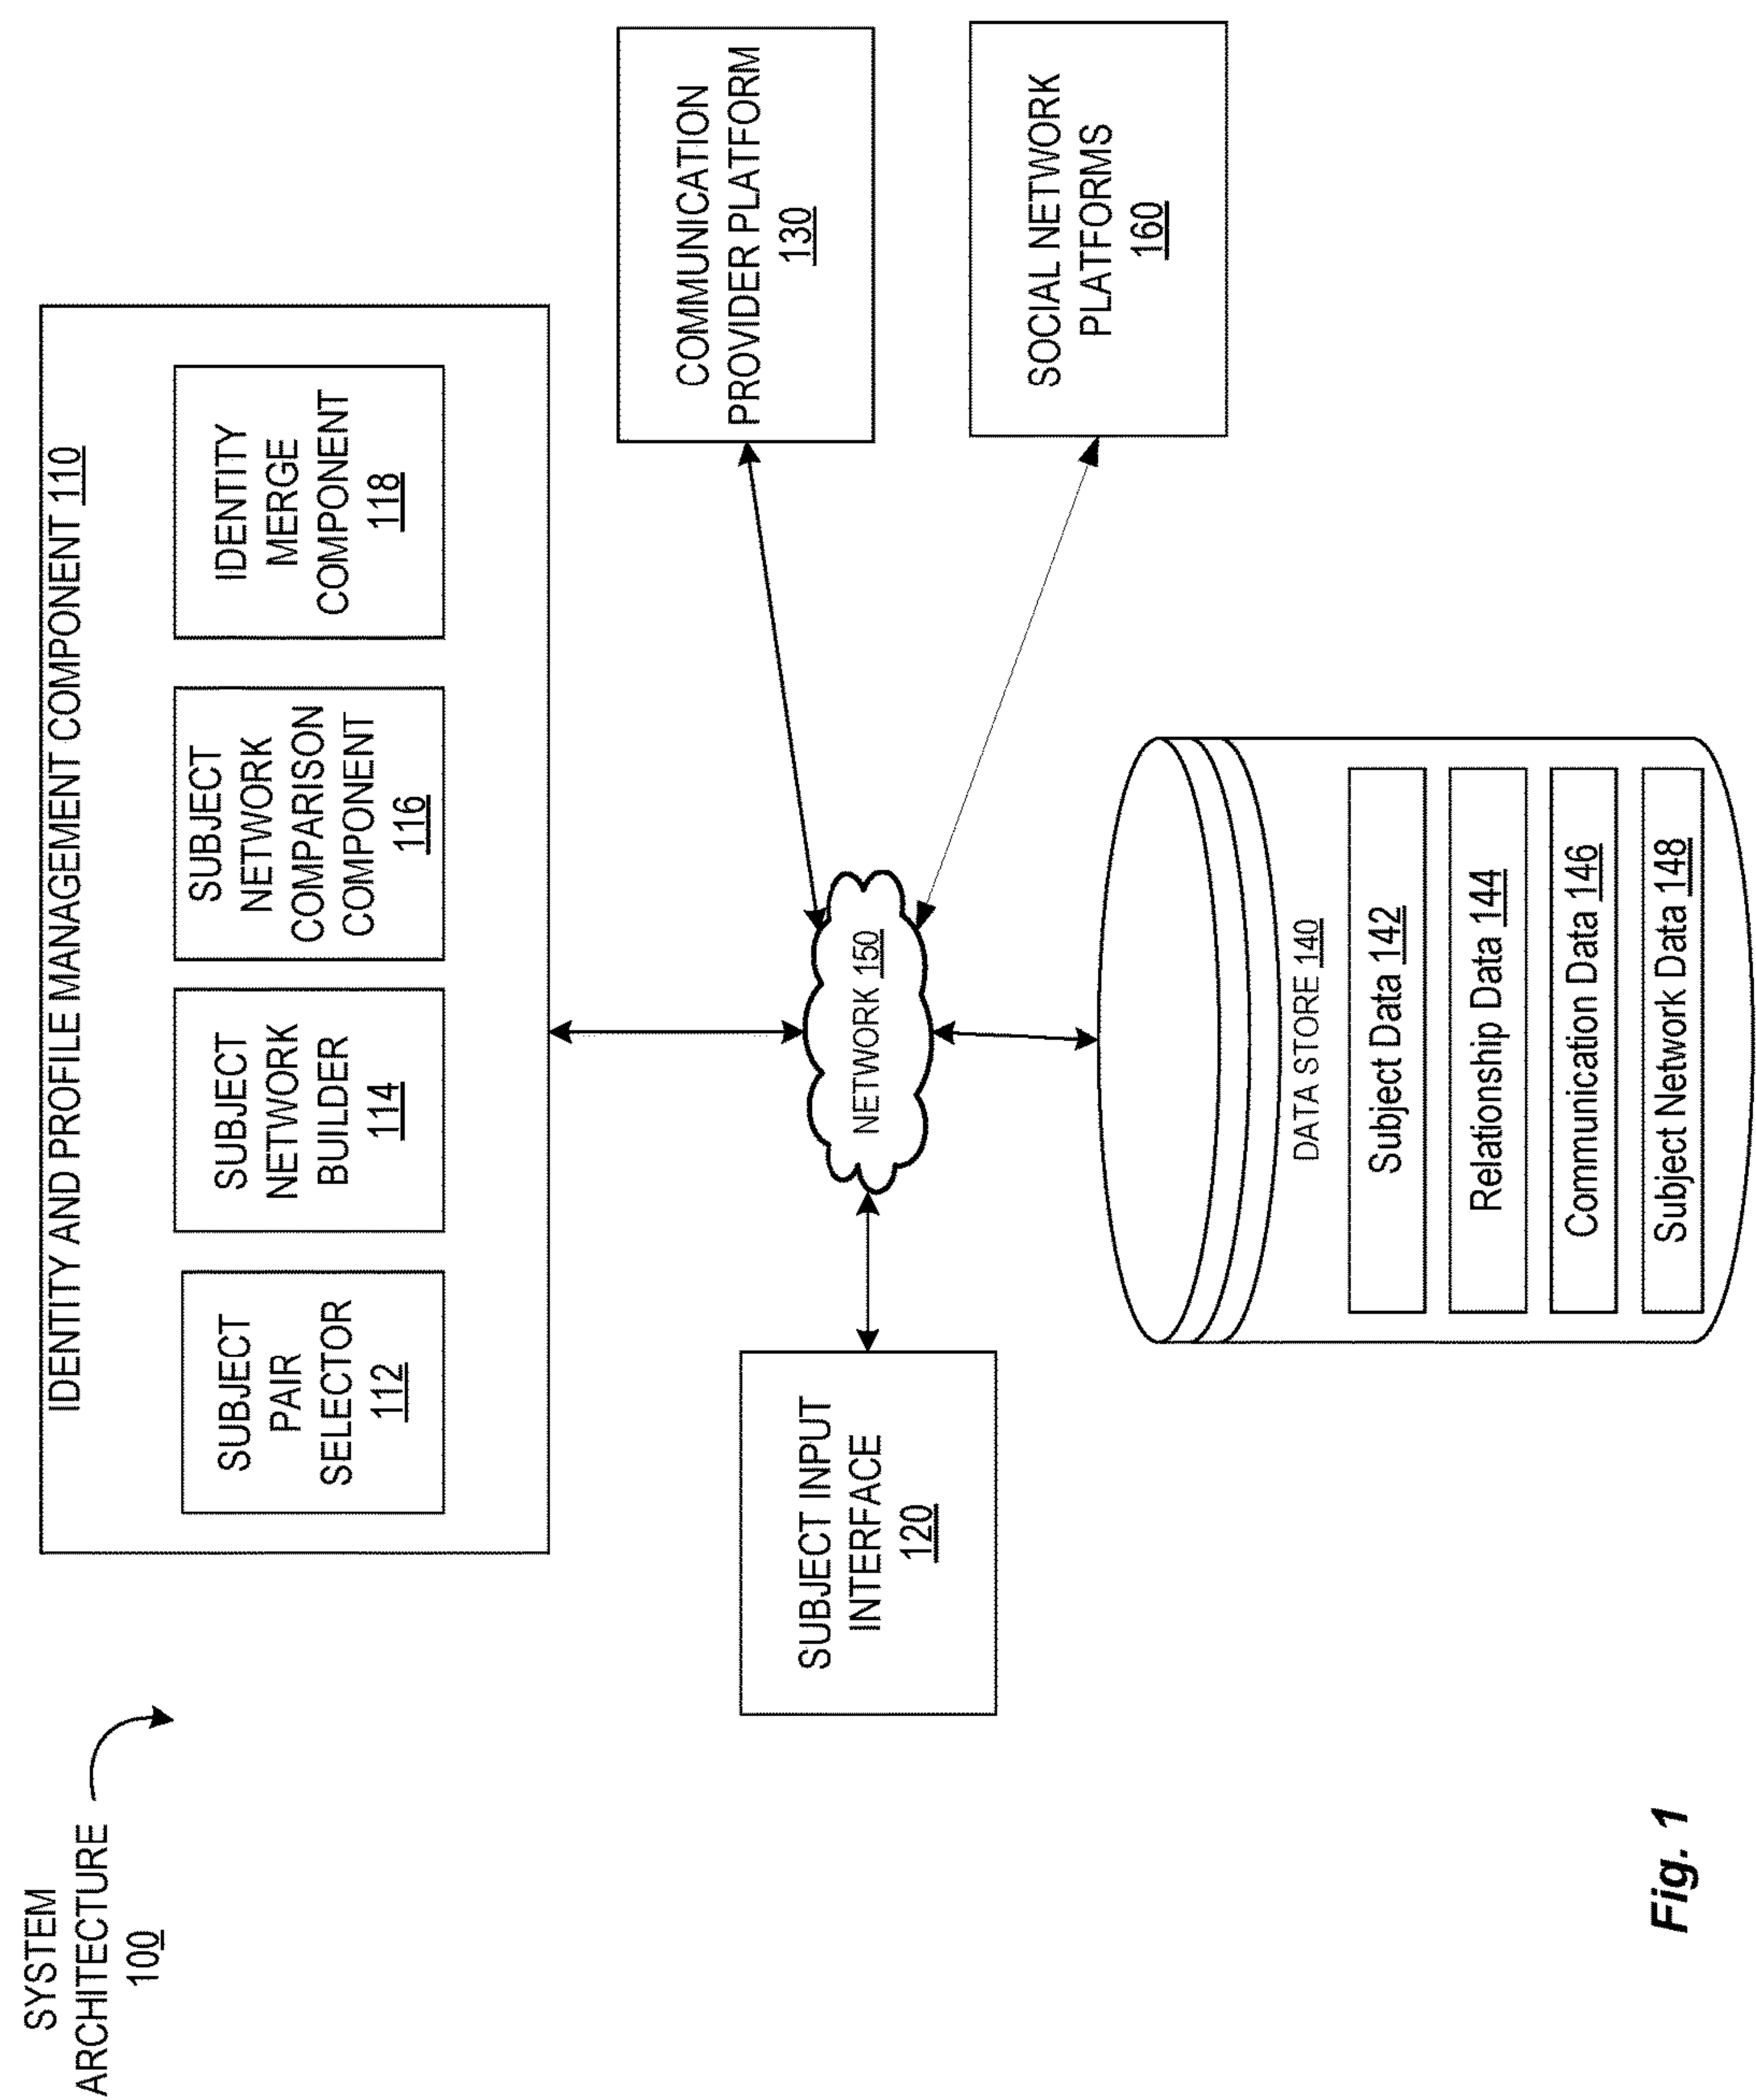 SYSTEM
ARCHITECTURE
100
IDENTITY AND PROFILE MANAGEMENT COMPONENT 110
SUBJECT
PAIR
SELECTOR
112
SUBJECT
NETWORK
BUILDER
114
SUBJECT
NETWORK
COMPARISON
COMPONENT
116
IDENTITY
MERGE
COMPONENT
118
SUBJECT INPUT
INTERFACE
120
NETWORK 150
COMMUNICATION
PROVIDER PLATFORM
130
SOCIAL NETWORK
PLATFORMS
160
DATA STORE 140
Subject Data 142
Relationship Data 144
Communication Data 146
Subject Network Data 148
Fig. 1